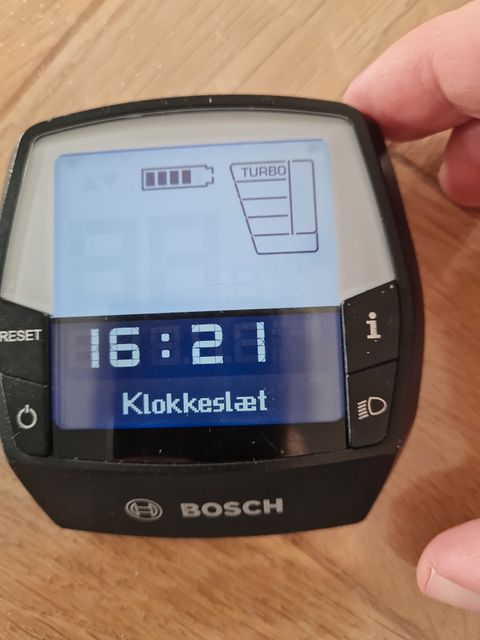 TURBO
RESET
16:21
i
Klokkeslæt
BOSCH